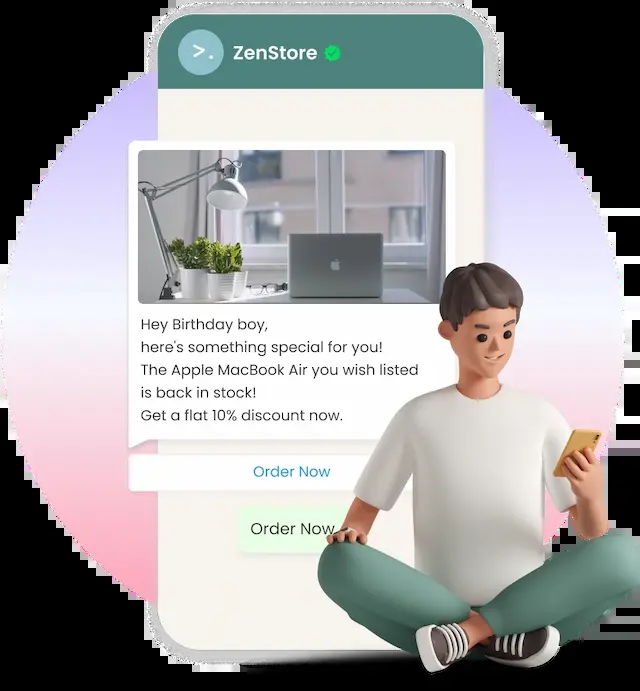 >.
ZenStore
Hey Birthday boy,
here's something special for you!
The Apple MacBook Air you wish listed
is back in stock!
Get a flat 10% discount now.
Order Now
Order Now